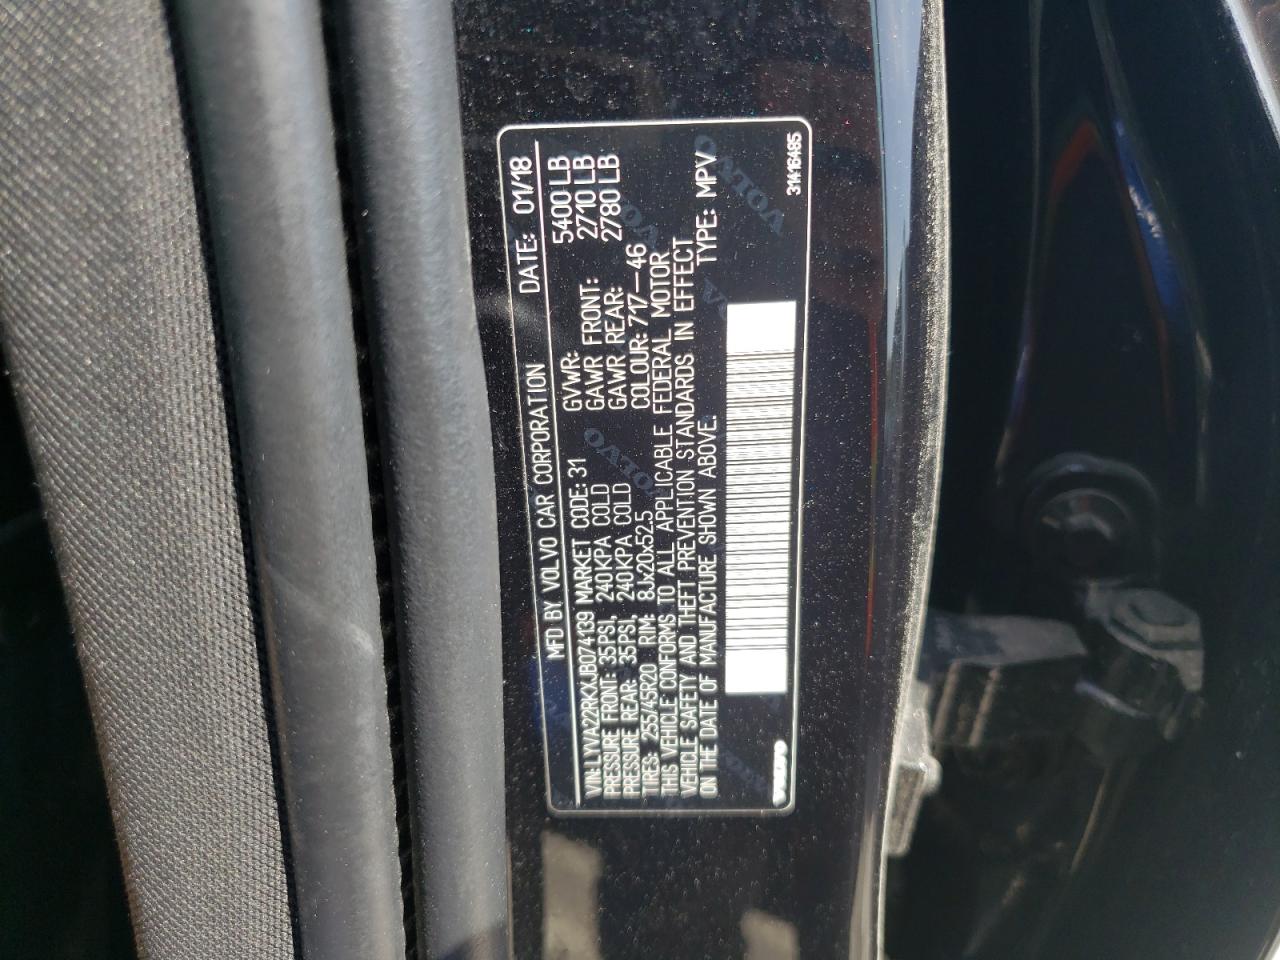 MFD BY VOLVO CAR CORPORATION DATE: 01/18
VIN: LYVA22RKXJB074139 MARKET CODE: 31 GVWR: 5400 LB
PRESSURE FRONT: 35PSI, 240KPA COLD GAWR FRONT: 2710 LB
PRESSURE REAR: 35PSI, 240KPA COLD GAWR REAR: 2780 LB
TIRES: 255/45R20 RIM: 8Jx20x52.5 COLOUR: 717-46
THIS VEHICLE CONFORMS TO ALL APPLICABLE FEDERAL MOTOR
VEHICLE SAFETY AND THEFT PREVENTION STANDARDS IN EFFECT
ON THE DATE OF MANUFACTURE SHOWN ABOVE. TYPE: MPV
VOLVO 31416485